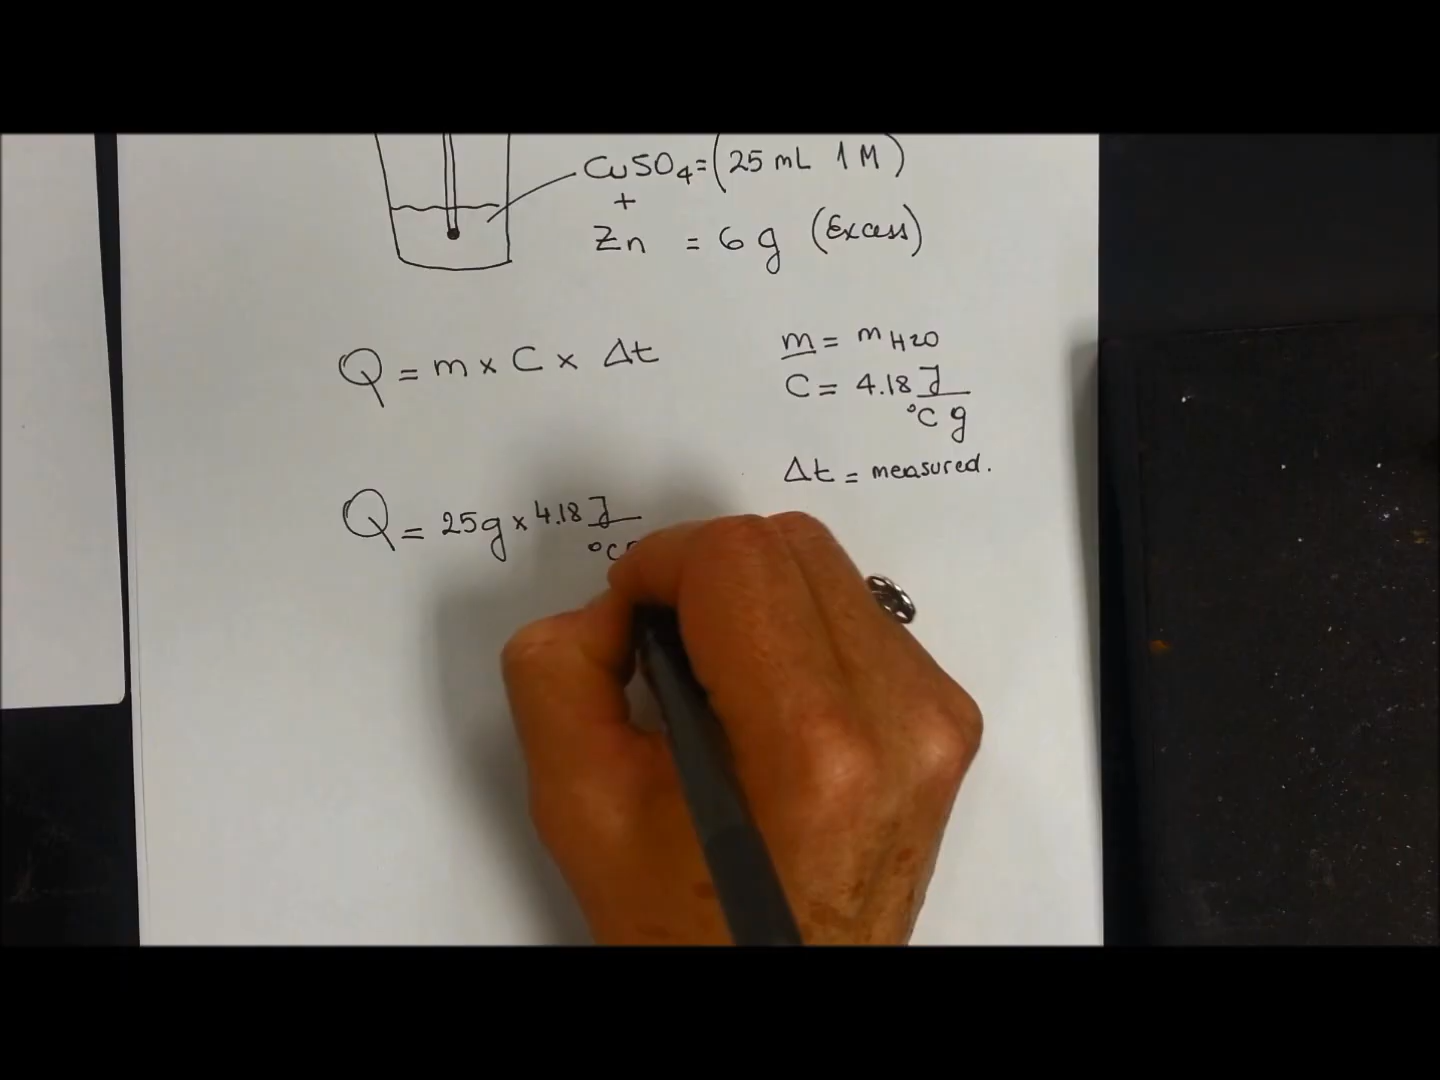 CuSO4=(25 mL 1 M)
+
Zn = 6 g (Excess)
Q = m x C x Δt
m = mH2O
C = 4.18 J
°C g
Δt = measured.
Q = 25g x 4.18 J
°C